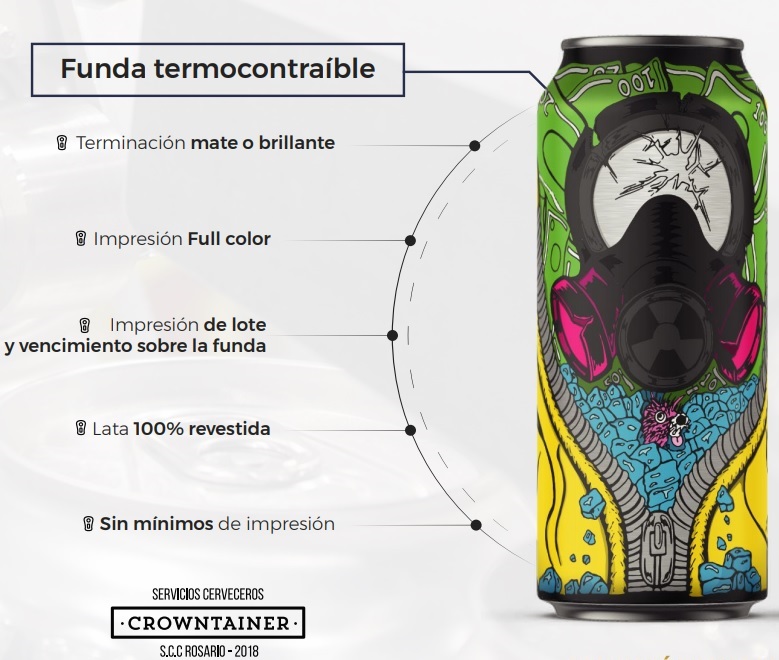 Funda termocontraíble
Terminación mate o brillante
Impresión Full color
Impresión de lote
y vencimiento sobre la funda
Lata 100% revestida
Sin mínimos de impresión
SERVICIOS CERVECEROS
·CROWNTAINER·
S.C.C ROSARIO - 2018
100